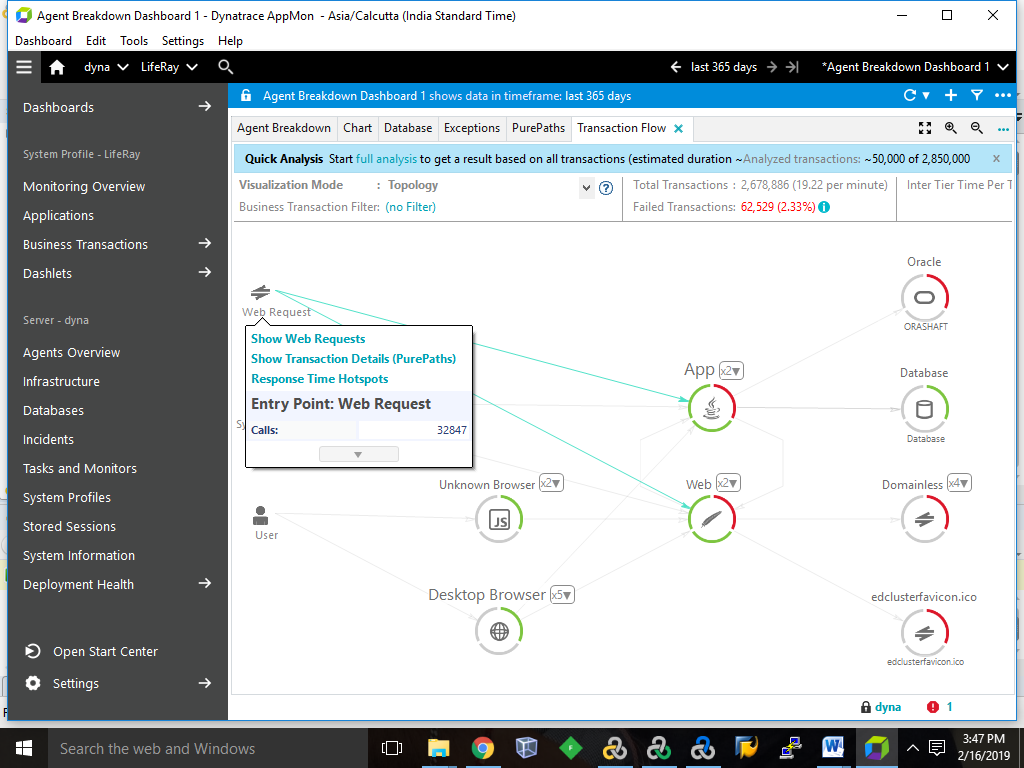 Agent Breakdown Dashboard 1 - Dynatrace AppMon - Asia/Calcutta (India Standard Time)
Dashboard Edit Tools Settings Help
dyna LifeRay last 365 days *Agent Breakdown Dashboard 1
Dashboards
System Profile - LifeRay
Monitoring Overview
Applications
Business Transactions
Dashlets
Server - dyna
Agents Overview
Infrastructure
Databases
Incidents
Tasks and Monitors
System Profiles
Stored Sessions
System Information
Deployment Health
Open Start Center
Settings
Agent Breakdown Dashboard 1 shows data in timeframe: last 365 days
Agent Breakdown Chart Database Exceptions PurePaths Transaction Flow
Quick Analysis Start full analysis to get a result based on all transactions (estimated duration ~Analyzed transactions: ~50,000 of 2,850,000
Visualization Mode : Topology
Business Transaction Filter: (no Filter)
Total Transactions : 2,678,886 (19.22 per minute)
Failed Transactions: 62,529 (2.33%)
Inter Tier Time Per T
Web Request
Show Web Requests
Show Transaction Details (PurePaths)
Response Time Hotspots
Entry Point: Web Request
Calls: 32847
Sy
User
Unknown Browser x2
JS
Desktop Browser x5
App x2
Web x2
Oracle
ORASHAFT
Database
Database
Domainless x4
edclusterfavicon.ico
edclusterfavicon.ico
dyna 1
Search the web and Windows
3:47 PM
2/16/2019